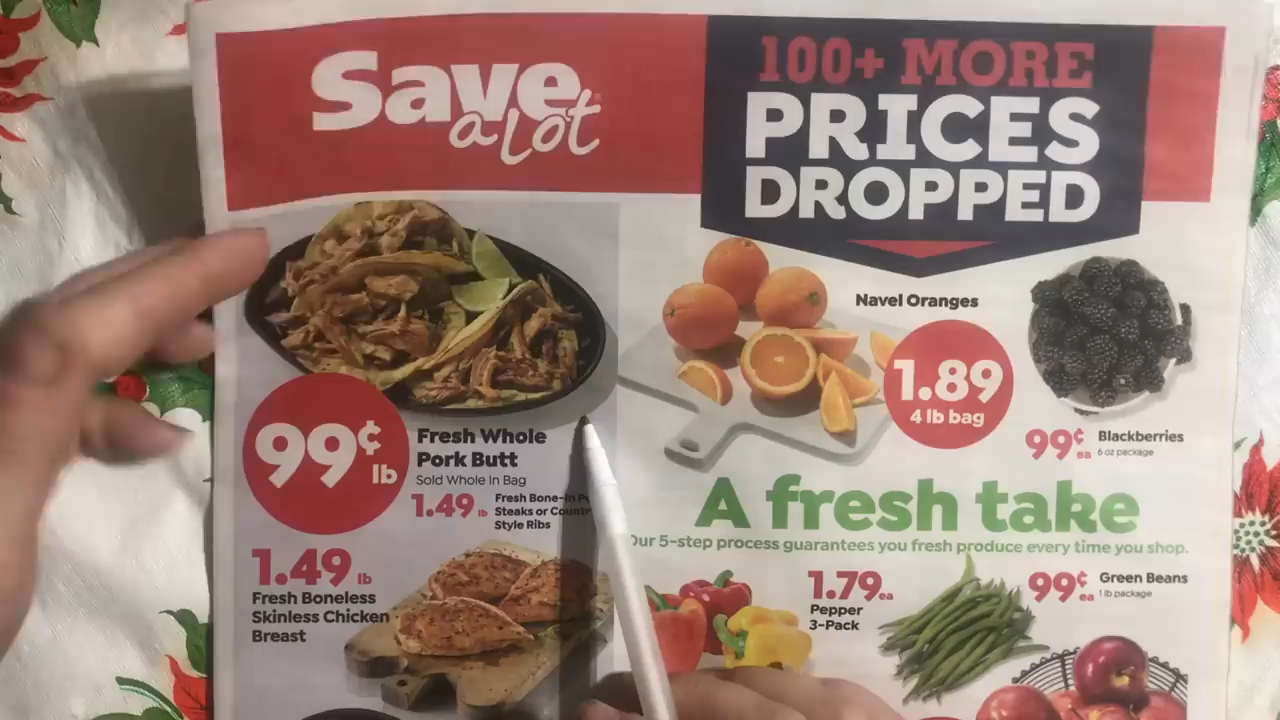 Save
a lot
100+ MORE
PRICES
DROPPED
99¢ lb
Fresh Whole
Pork Butt
Sold Whole In Bag
1.49 lb
Fresh Bone-In
Steaks or
Style Ribs
1.49 lb
Fresh Boneless
Skinless Chicken
Breast
Navel Oranges
1.89
4 lb bag
99¢ ea
Blackberries
6 oz package
A fresh take
Our 5-step process guarantees you fresh produce every time you shop.
1.79 ea
Pepper
3-Pack
99¢ ea
Green Beans
1 lb package